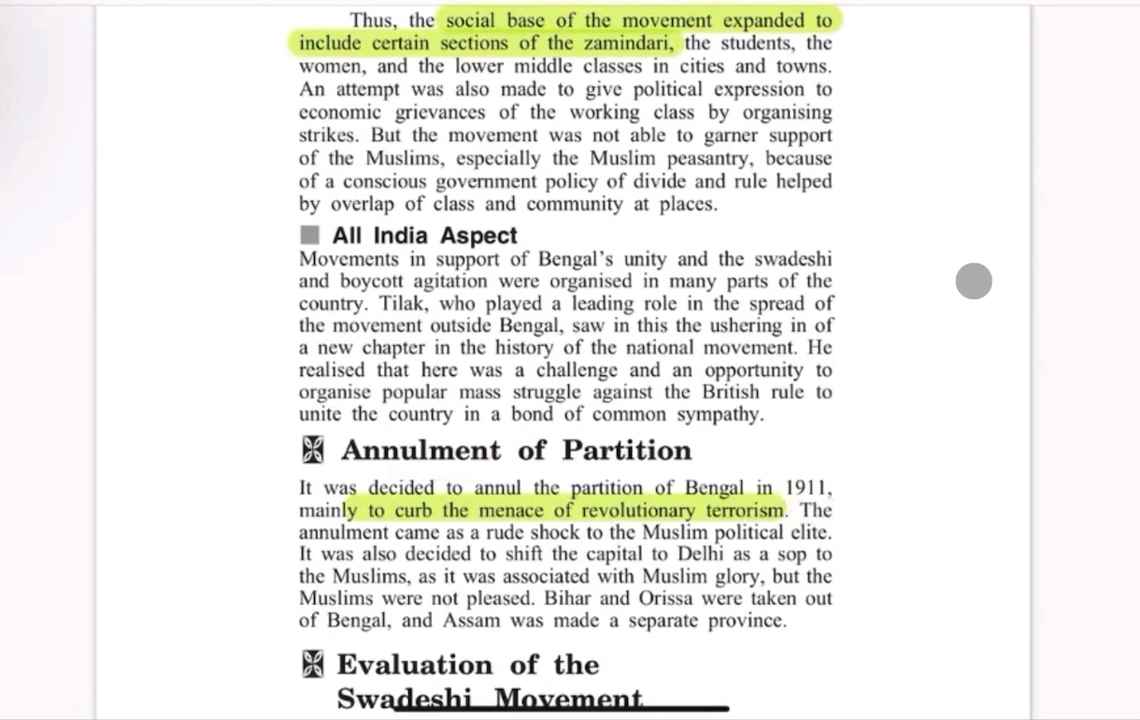 Thus, the social base of the movement expanded to
include certain sections of the zamindari, the students, the
women, and the lower middle classes in cities and towns.
An attempt was also made to give political expression to
economic grievances of the working class by organising
strikes. But the movement was not able to garner support
of the Muslims, especially the Muslim peasantry, because
of a conscious government policy of divide and rule helped
by overlap of class and community at places.
All India Aspect
Movements in support of Bengal's unity and the swadeshi
and boycott agitation were organised in many parts of the
country. Tilak, who played a leading role in the spread of
the movement outside Bengal, saw in this the ushering in of
a new chapter in the history of the national movement. He
realised that here was a challenge and an opportunity to
organise popular mass struggle against the British rule to
unite the country in a bond of common sympathy.
Annulment of Partition
It was decided to annul the partition of Bengal in 1911,
mainly to curb the menace of revolutionary terrorism. The
annulment came as a rude shock to the Muslim political elite.
It was also decided to shift the capital to Delhi as a sop to
the Muslims, as it was associated with Muslim glory, but the
Muslims were not pleased. Bihar and Orissa were taken out
of Bengal, and Assam was made a separate province.
Evaluation of the
Swadeshi Movement